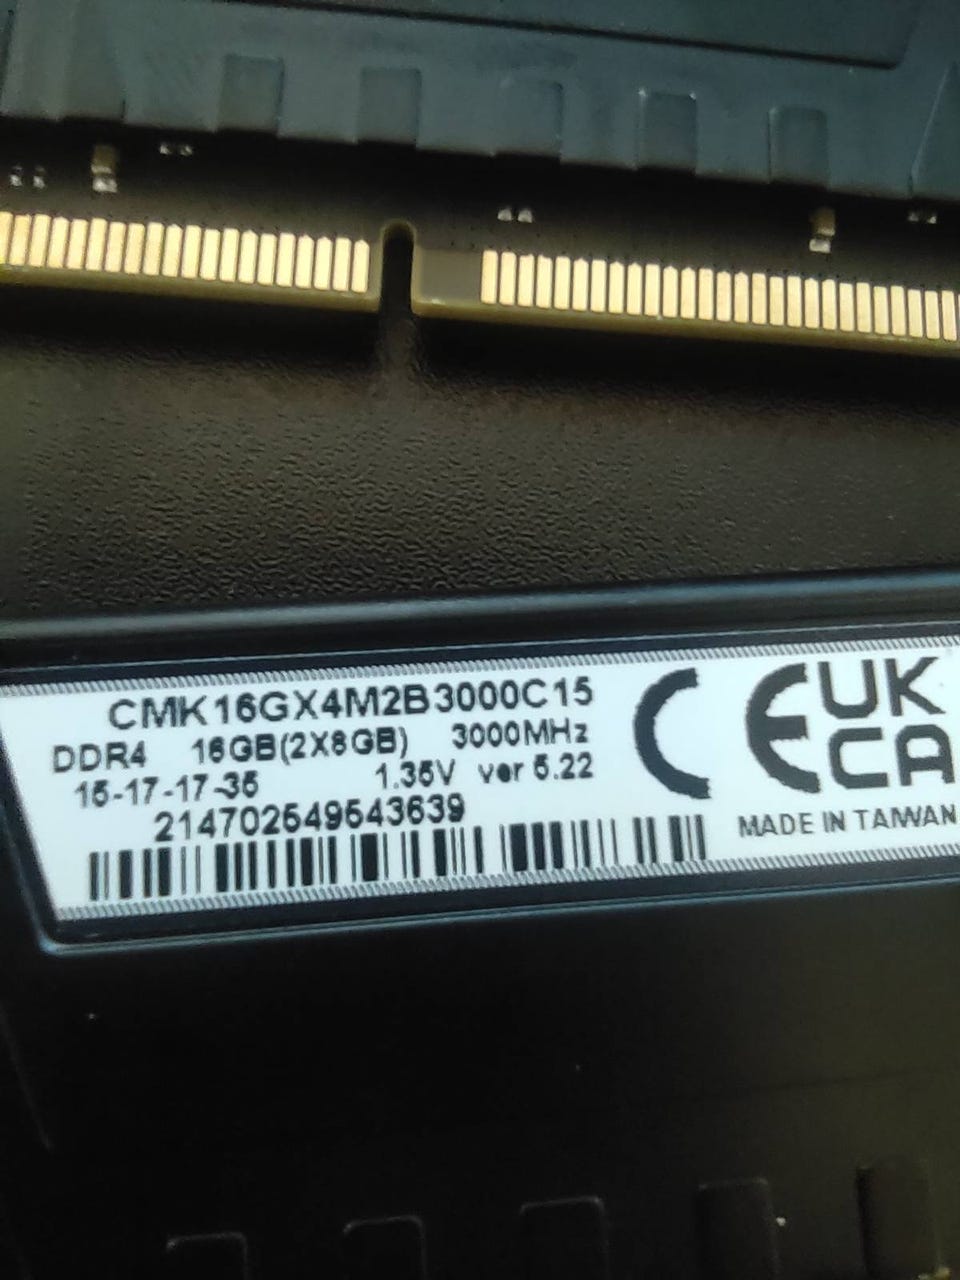 CMK16GX4M2B3000C15
DDR4 16GB(2X8GB) 3000MHz
15-17-17-35 1.35V ver 5.22
214702549543639
CE
UK
CA
MADE IN TAIWAN